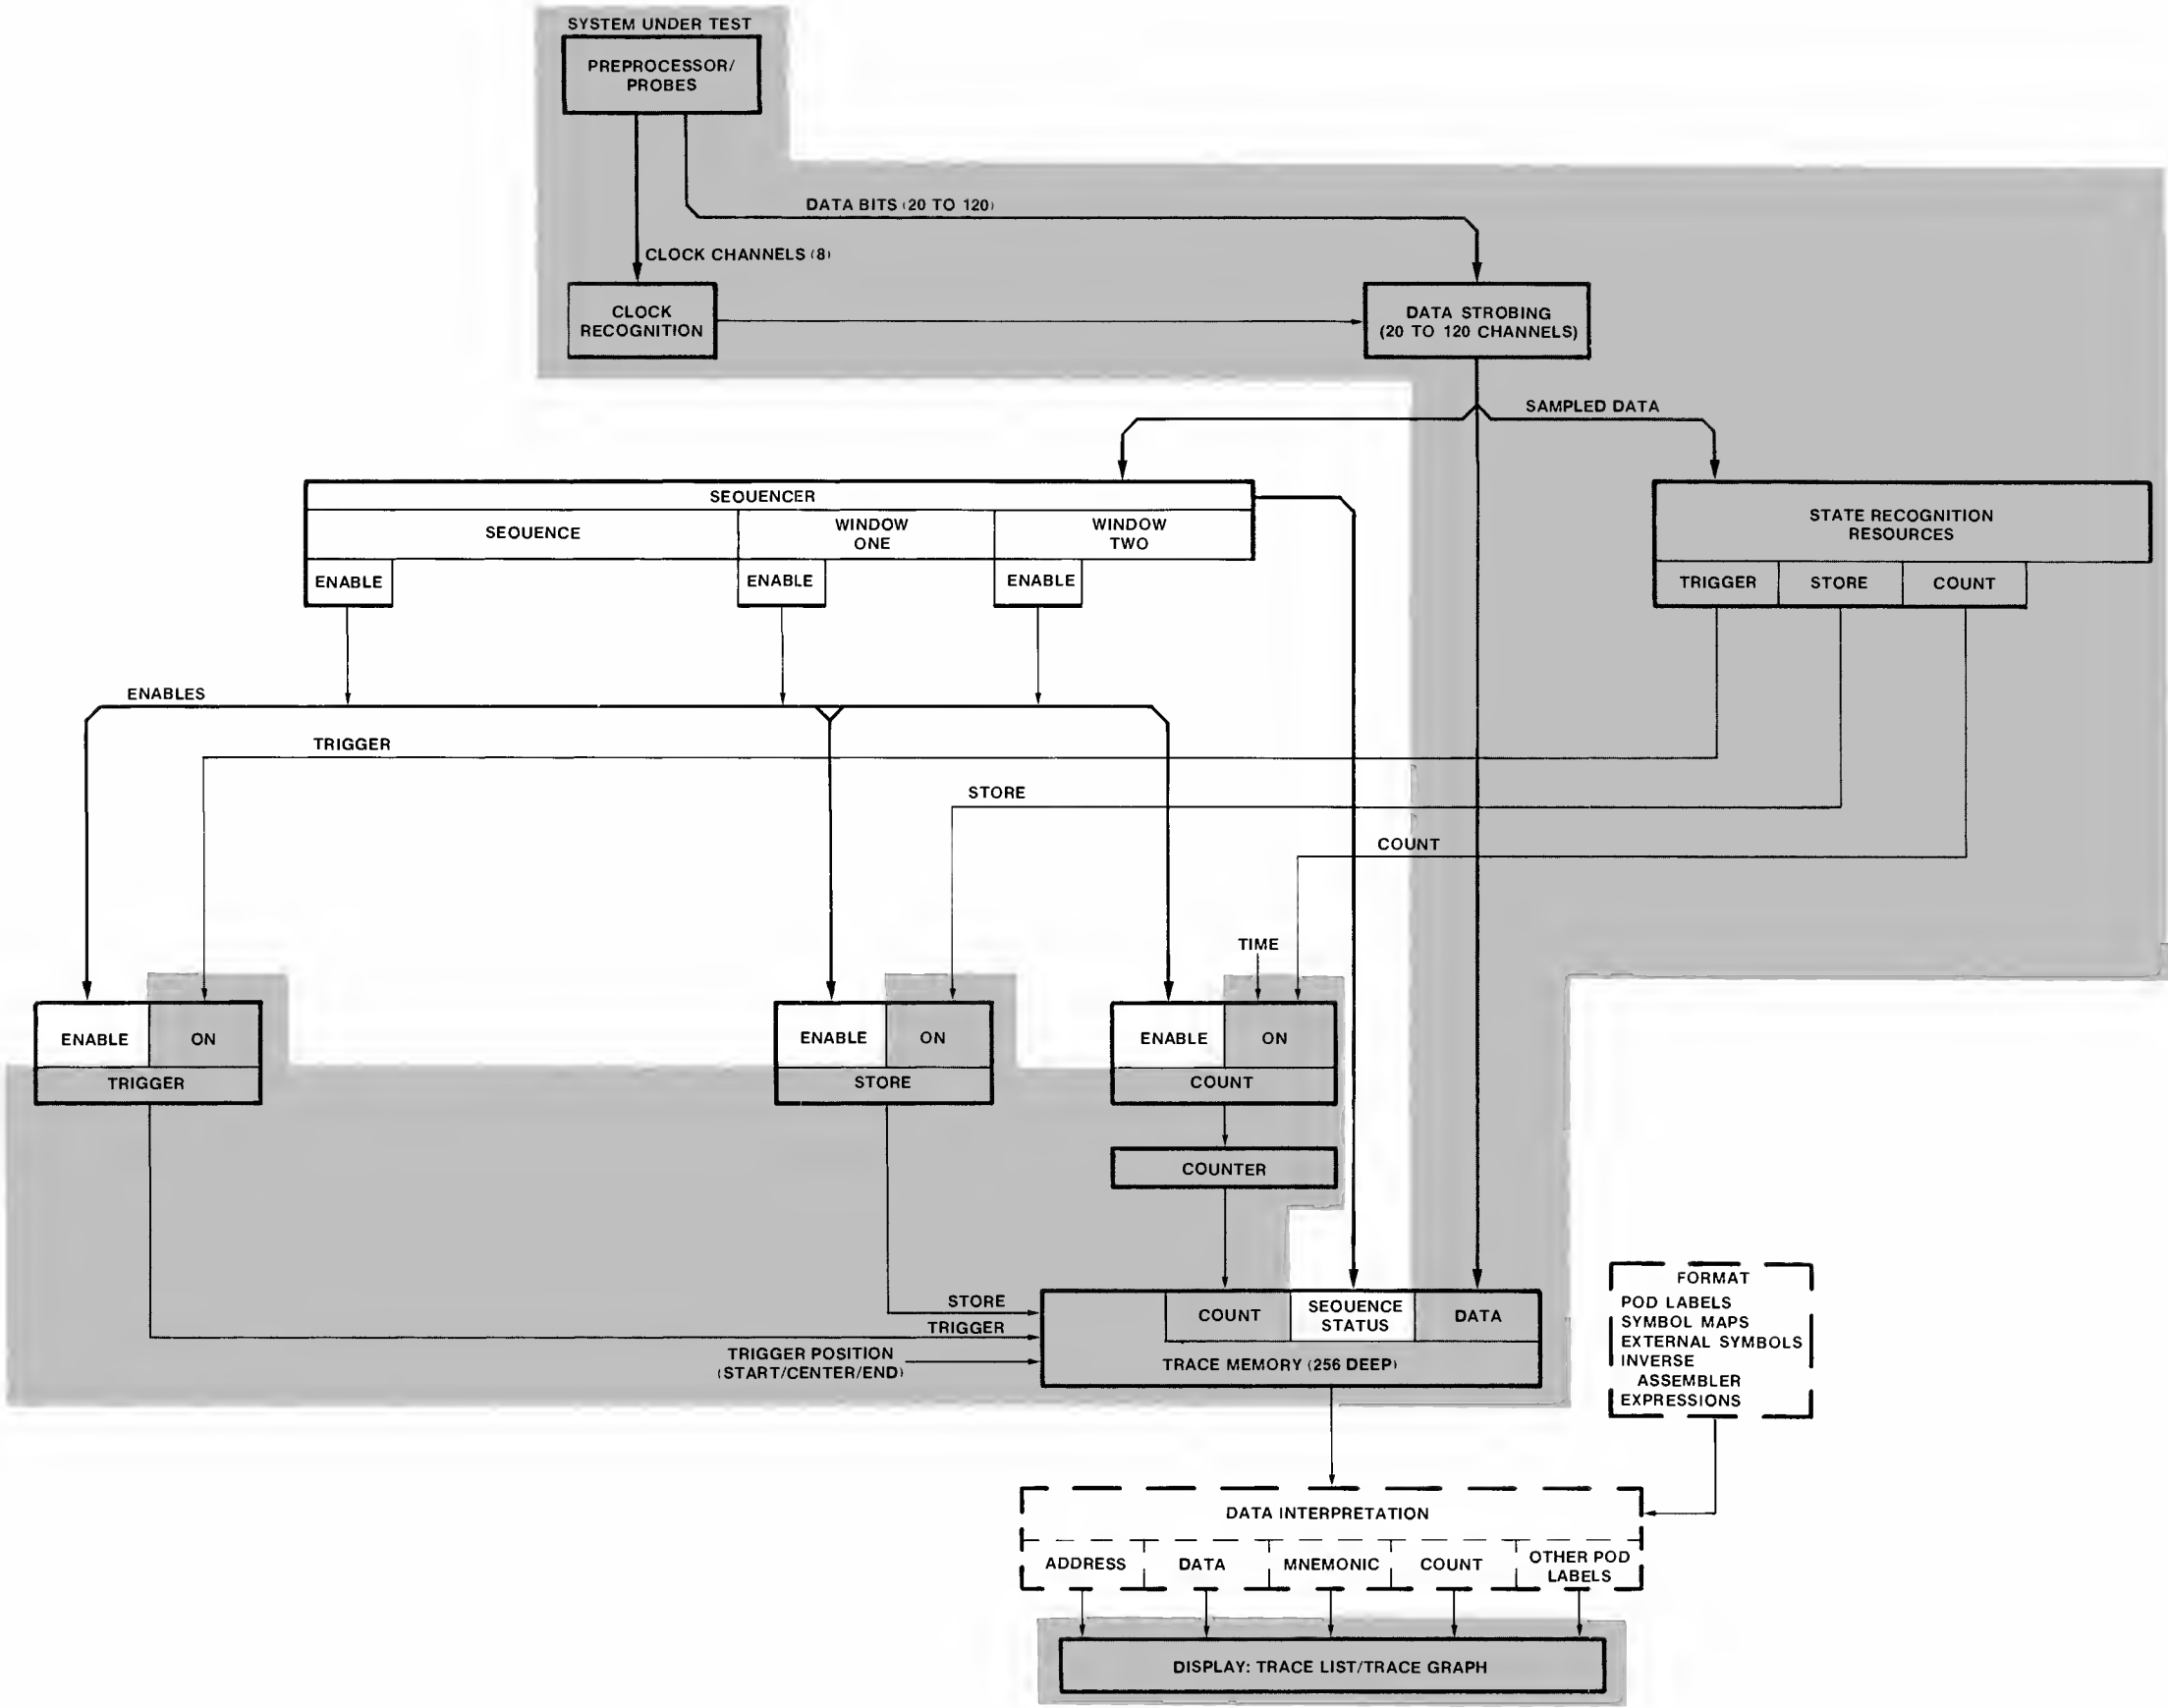 SYSTEM UNDER TEST
PREPROCESSOR/
PROBES
DATA BITS (20 TO 120)
CLOCK CHANNELS (8)
CLOCK
RECOGNITION
DATA STROBING
(20 TO 120 CHANNELS)
SAMPLED DATA
SEQUENCER
SEQUENCE
WINDOW
ONE
WINDOW
TWO
ENABLE
ENABLE
ENABLE
STATE RECOGNITION
RESOURCES
TRIGGER
STORE
COUNT
ENABLES
TRIGGER
STORE
COUNT
TIME
ENABLE
ON
TRIGGER
ENABLE
ON
STORE
ENABLE
ON
COUNT
COUNTER
STORE
TRIGGER
TRIGGER POSITION
(START/CENTER/END)
COUNT
SEQUENCE
STATUS
DATA
TRACE MEMORY (256 DEEP)
FORMAT
POD LABELS
SYMBOL MAPS
EXTERNAL SYMBOLS
INVERSE
ASSEMBLER
EXPRESSIONS
DATA INTERPRETATION
ADDRESS
DATA
MNEMONIC
COUNT
OTHER POD
LABELS
DISPLAY: TRACE LIST/TRACE GRAPH